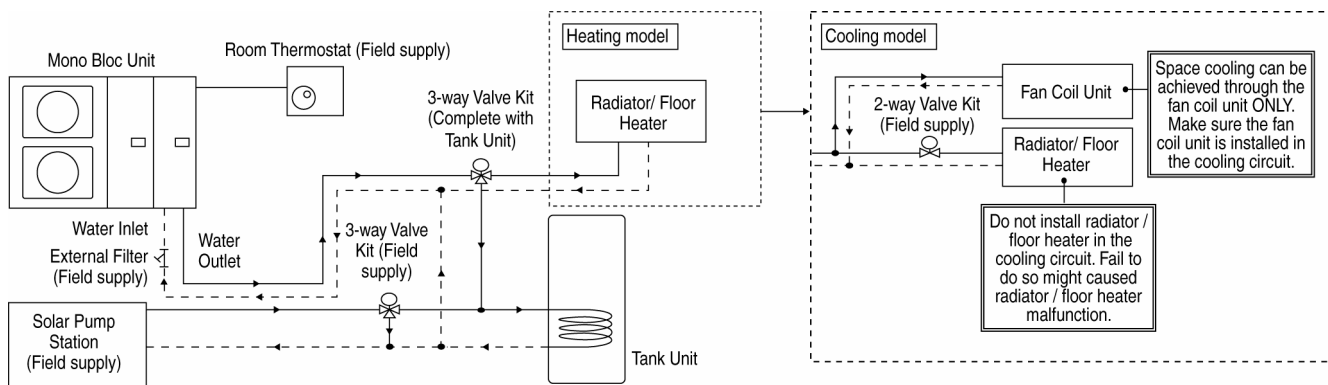 Mono Bloc Unit
Room Thermostat (Field supply)
3-way Valve Kit
(Complete with
Tank Unit)
Heating model
Radiator/ Floor
Heater
Water Inlet
External Filter
(Field supply)
Water
Outlet
3-way Valve
Kit (Field
supply)
Solar Pump
Station
(Field supply)
Tank Unit
Cooling model
2-way Valve Kit
(Field supply)
Fan Coil Unit
Radiator/ Floor
Heater
Space cooling can be
achieved through the
fan coil unit ONLY.
Make sure the fan
coil unit is installed in
the cooling circuit.
Do not install radiator /
floor heater in the
cooling circuit. Fail to
do so might caused
radiator / floor heater
malfunction.